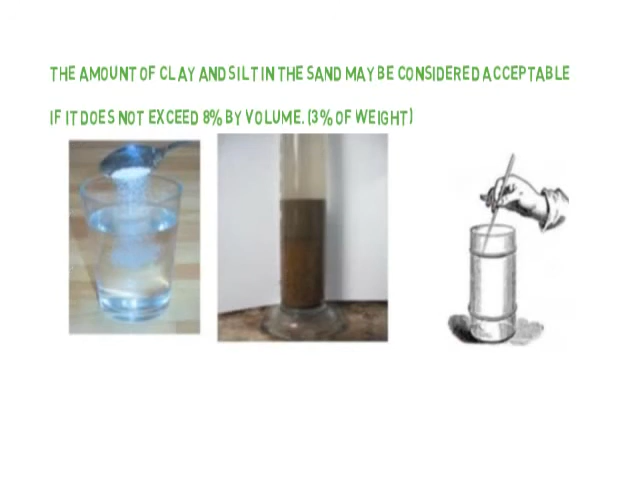 THE AMOUNT OF CLAY AND SILT IN THE SAND MAY BE CONSIDERED ACCEPTABLE
IF IT DOES NOT EXCEED 8% BY VOLUME. (3% OF WEIGHT)